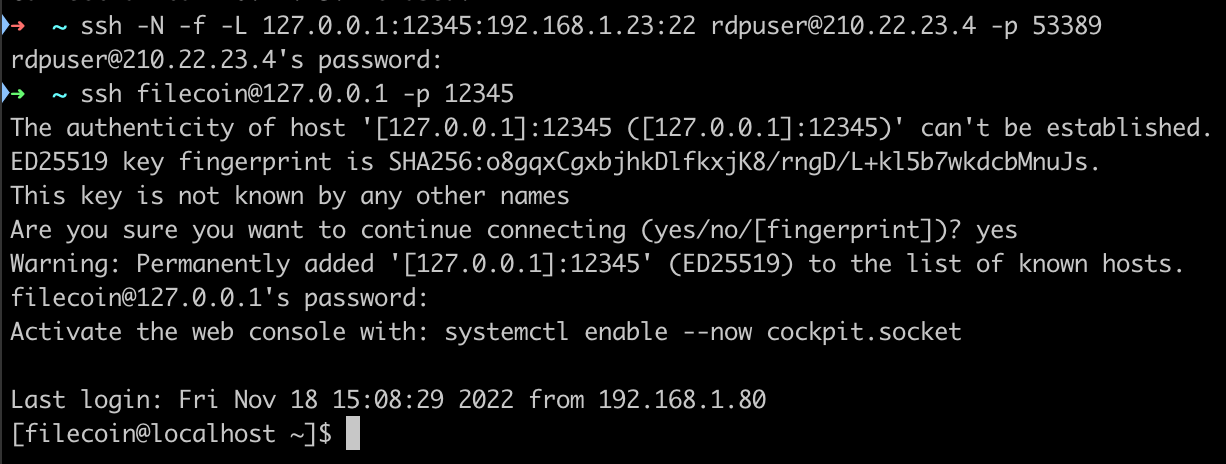 ➜  ~ ssh -N -f -L 127.0.0.1:12345:192.168.1.23:22 rdpuser@210.22.23.4 -p 53389
rdpuser@210.22.23.4's password:
➜  ~ ssh filecoin@127.0.0.1 -p 12345
The authenticity of host '[127.0.0.1]:12345 ([127.0.0.1]:12345)' can't be established.
ED25519 key fingerprint is SHA256:o8gqxCgxbjhkDlfkxjK8/rngD/L+kl5b7wkdcbMnuJs.
This key is not known by any other names
Are you sure you want to continue connecting (yes/no/[fingerprint])? yes
Warning: Permanently added '[127.0.0.1]:12345' (ED25519) to the list of known hosts.
filecoin@127.0.0.1's password:
Activate the web console with: systemctl enable --now cockpit.socket

Last login: Fri Nov 18 15:08:29 2022 from 192.168.1.80
[filecoin@localhost ~]$